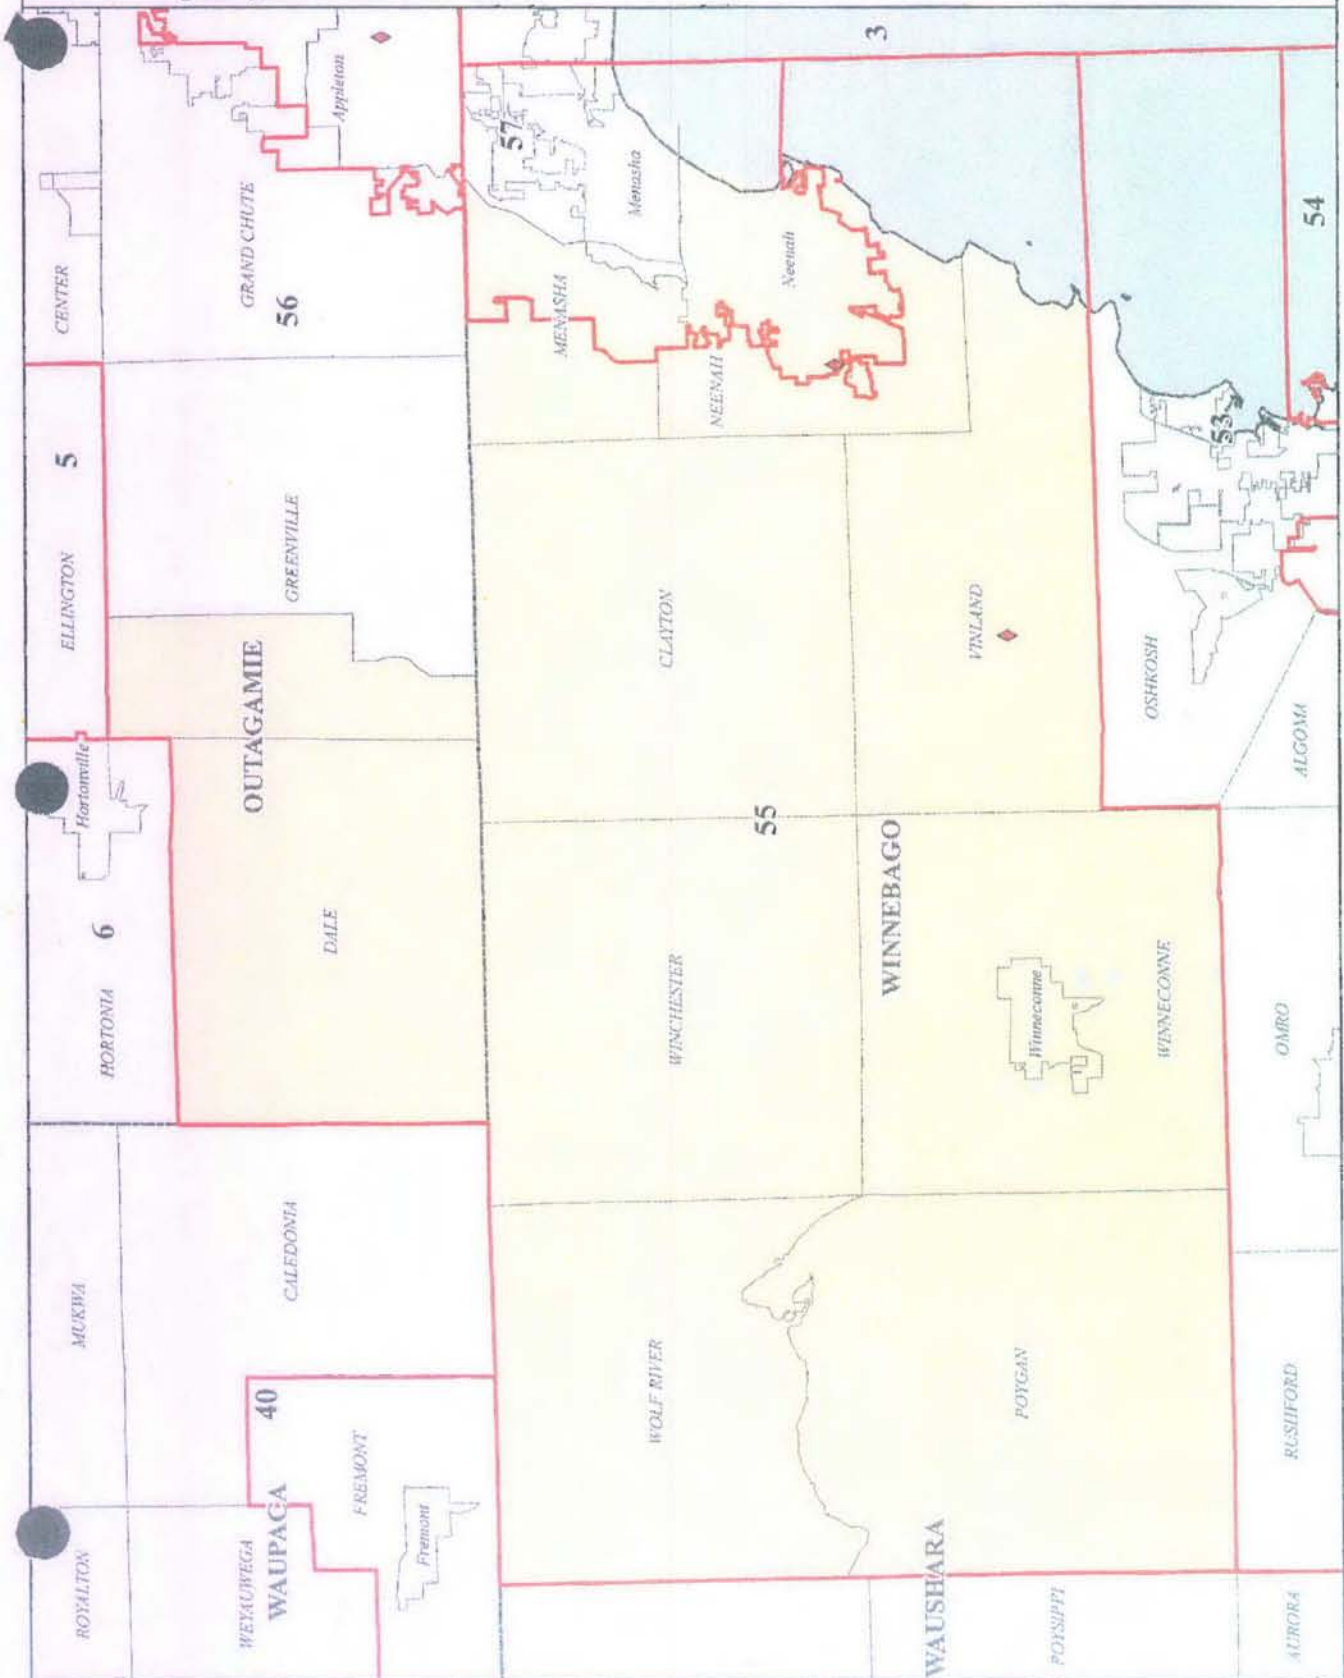 ROYALTON
MUKWA
HORTONIA
6
Hortonville
ELLINGTON
5
CENTER
WEYAUWEGA
WAUPACA
40
FREMONT
Fremont
CALEDONIA
DALE
OUTAGAMIE
GREENVILLE
GRAND CHUTE
56
Appleton
WOLF RIVER
WINCHESTER
CLAYTON
55
MENASHA
NEENAH
57
Menasha
Neenah
3
WAUSHARA
POYSIPPI
POYGAN
WINNEBAGO
Winneconne
WINNECONNE
VINLAND
OSHKOSH
53
54
AURORA
RUSHFORD
OMRO
ALGOMA